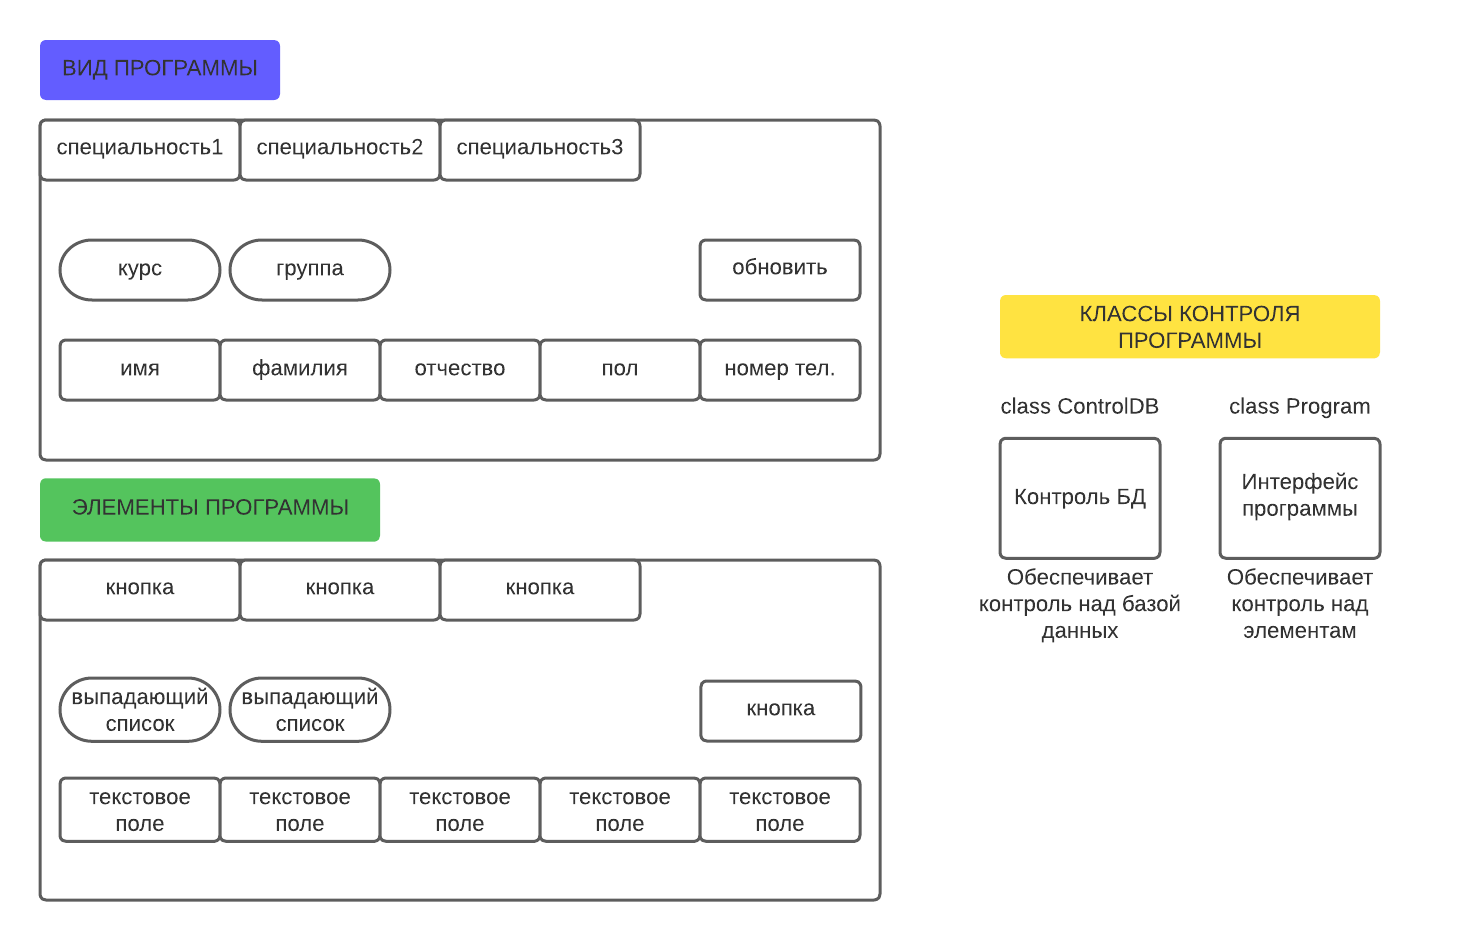 ВИД ПРОГРАММЫ
специальность1 специальность2 специальность3
курс группа обновить
имя фамилия отчество пол номер тел.
ЭЛЕМЕНТЫ ПРОГРАММЫ
кнопка кнопка кнопка
выпадающий
список
выпадающий
список
кнопка
текстовое
поле
текстовое
поле
текстовое
поле
текстовое
поле
текстовое
поле
КЛАССЫ КОНТРОЛЯ
ПРОГРАММЫ
class ControlDB
Контроль БД
Обеспечивает
контроль над базой
данных
class Program
Интерфейс
программы
Обеспечивает
контроль над
элементам